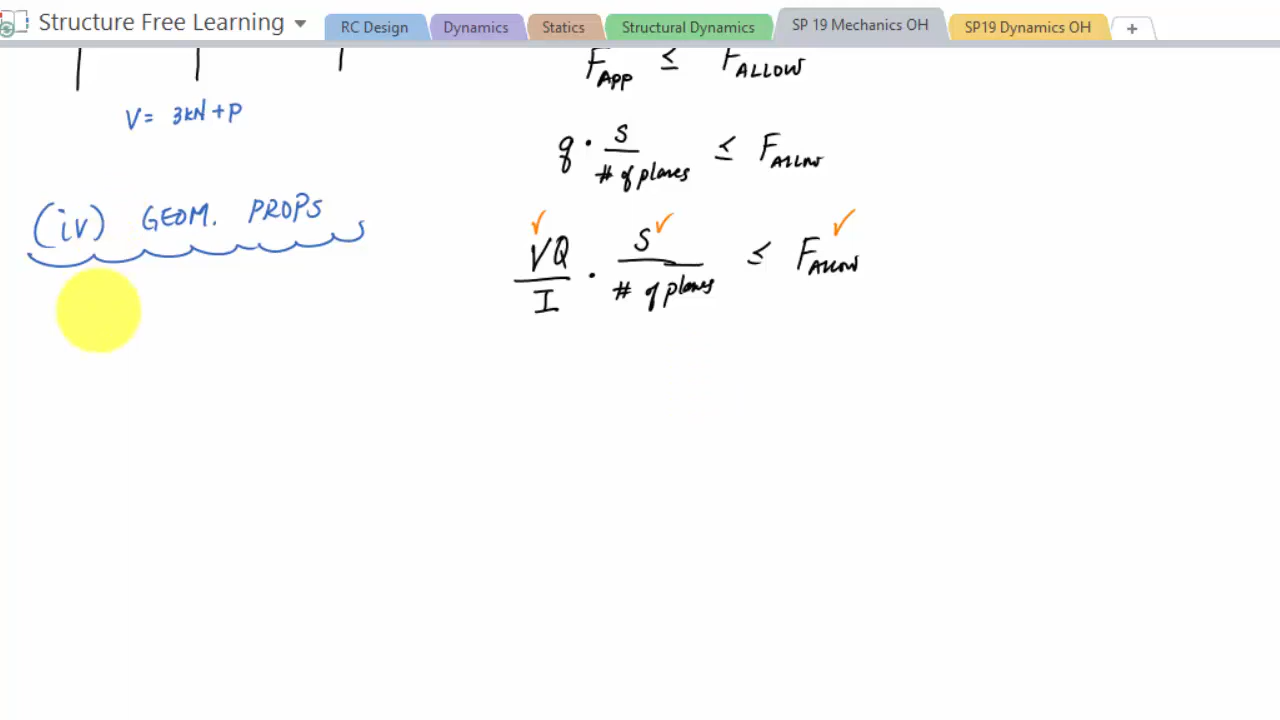 Structure Free Learning
RC Design
Dynamics
Statics
Structural Dynamics
SP 19 Mechanics OH
SP19 Dynamics OH
+
V = 3kN + P
(iv) GEOM. PROPS
F_APP ≤ F_ALLOW
q · S / # of planes ≤ F_ALLOW
✓ ✓ ✓
VQ / I · S / # of planes ≤ F_ALLOW